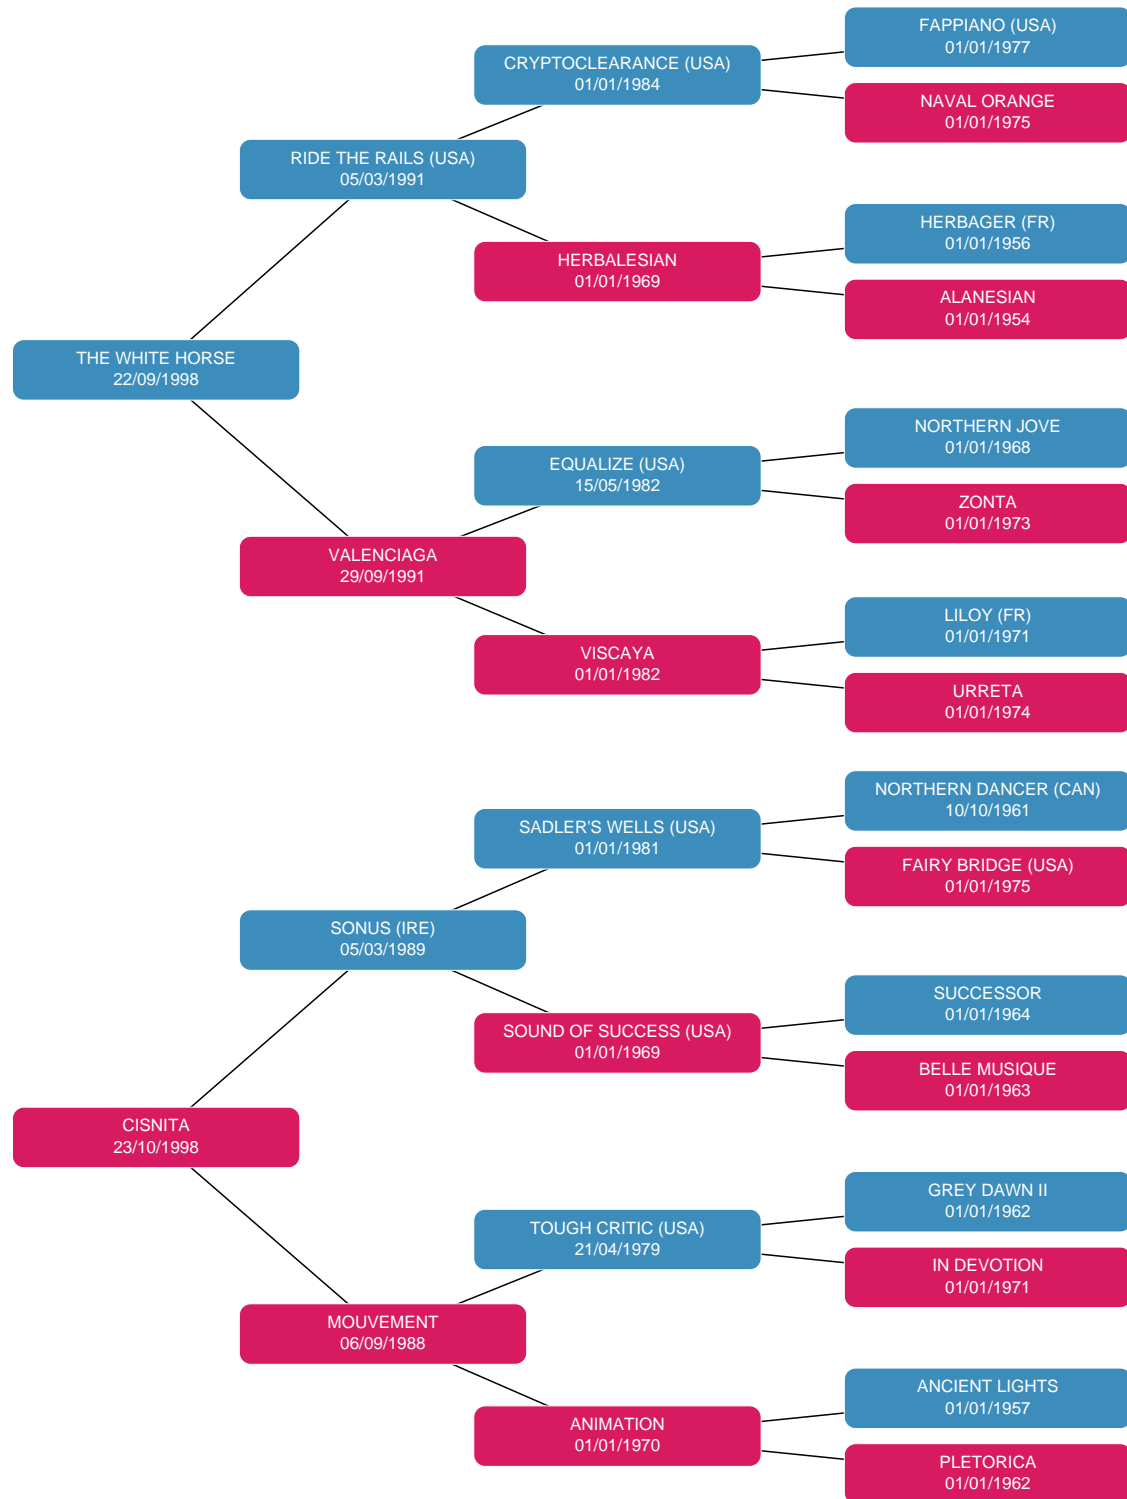 FAPPIANO (USA)
01/01/1977
CRYPTOCLEARANCE (USA)
01/01/1984
NAVAL ORANGE
01/01/1975
RIDE THE RAILS (USA)
05/03/1991
HERBAGER (FR)
01/01/1956
HERBALESIAN
01/01/1969
ALANESIAN
01/01/1954
THE WHITE HORSE
22/09/1998
NORTHERN JOVE
01/01/1968
EQUALIZE (USA)
15/05/1982
ZONTA
01/01/1973
VALENCIAGA
29/09/1991
LILOY (FR)
01/01/1971
VISCAYA
01/01/1982
URRETA
01/01/1974
NORTHERN DANCER (CAN)
10/10/1961
SADLER'S WELLS (USA)
01/01/1981
FAIRY BRIDGE (USA)
01/01/1975
SONUS (IRE)
05/03/1989
SUCCESSOR
01/01/1964
SOUND OF SUCCESS (USA)
01/01/1969
BELLE MUSIQUE
01/01/1963
CISNITA
23/10/1998
GREY DAWN II
01/01/1962
TOUGH CRITIC (USA)
21/04/1979
IN DEVOTION
01/01/1971
MOUVEMENT
06/09/1988
ANCIENT LIGHTS
01/01/1957
ANIMATION
01/01/1970
PLETORICA
01/01/1962